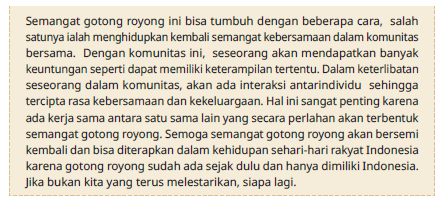 Semangat gotong royong ini bisa tumbuh dengan beberapa cara, salah
satunya ialah menghidupkan kembali semangat kebersamaan dalam komunitas
bersama. Dengan komunitas ini, seseorang akan mendapatkan banyak
keuntungan seperti dapat memiliki keterampilan tertentu. Dalam keterlibatan
seseorang dalam komunitas, akan ada interaksi antarindividu sehingga
tercipta rasa kebersamaan dan kekeluargaan. Hal ini sangat penting karena
ada kerja sama antara satu sama lain yang secara perlahan akan terbentuk
semangat gotong royong. Semoga semangat gotong royong akan bersemi
kembali dan bisa diterapkan dalam kehidupan sehari-hari rakyat Indonesia
karena gotong royong sudah ada sejak dulu dan hanya dimiliki Indonesia.
Jika bukan kita yang terus melestarikan, siapa lagi.